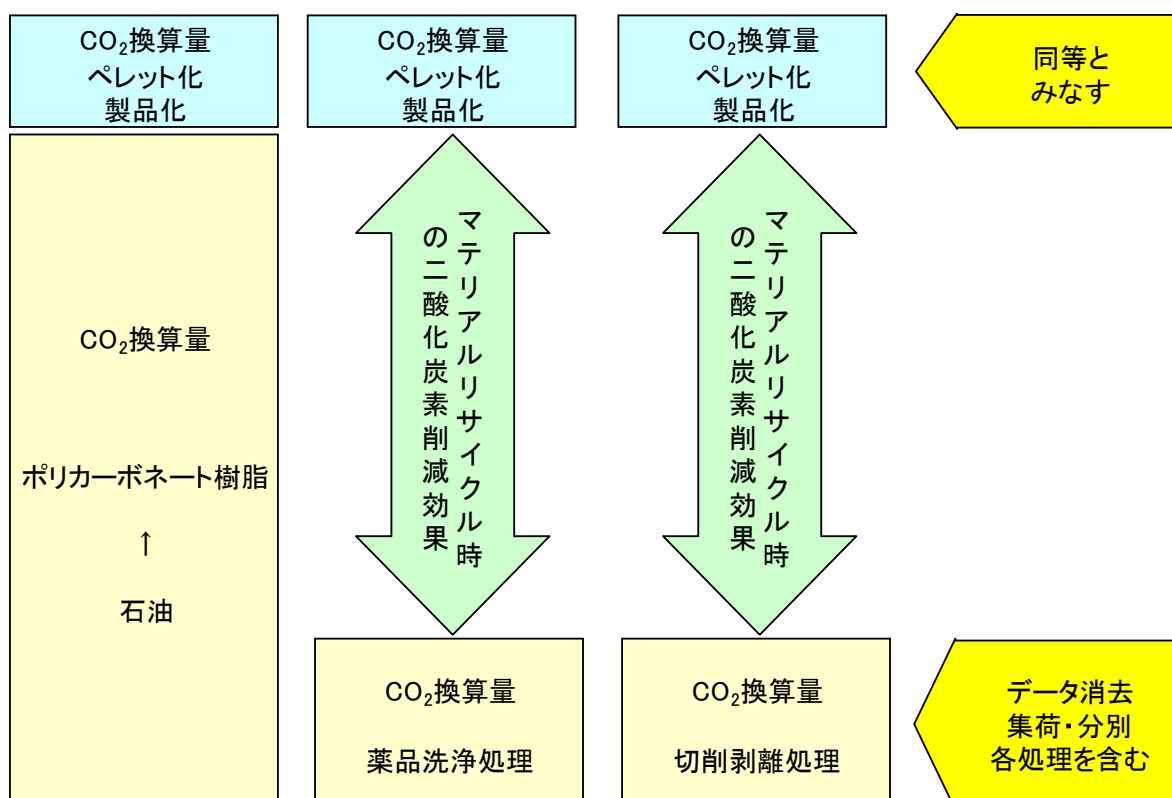 CO₂換算量
ペレット化
製品化
CO₂換算量
ペレット化
製品化
CO₂換算量
ペレット化
製品化
同等と
みなす
CO₂換算量
ポリカーボネート樹脂
↑
石油
マテリアルリサイクル時
の二酸化炭素削減効果
マテリアルリサイクル時
の二酸化炭素削減効果
CO₂換算量
薬品洗浄処理
CO₂換算量
切削剥離処理
データ消去
集荷・分別
各処理を含む